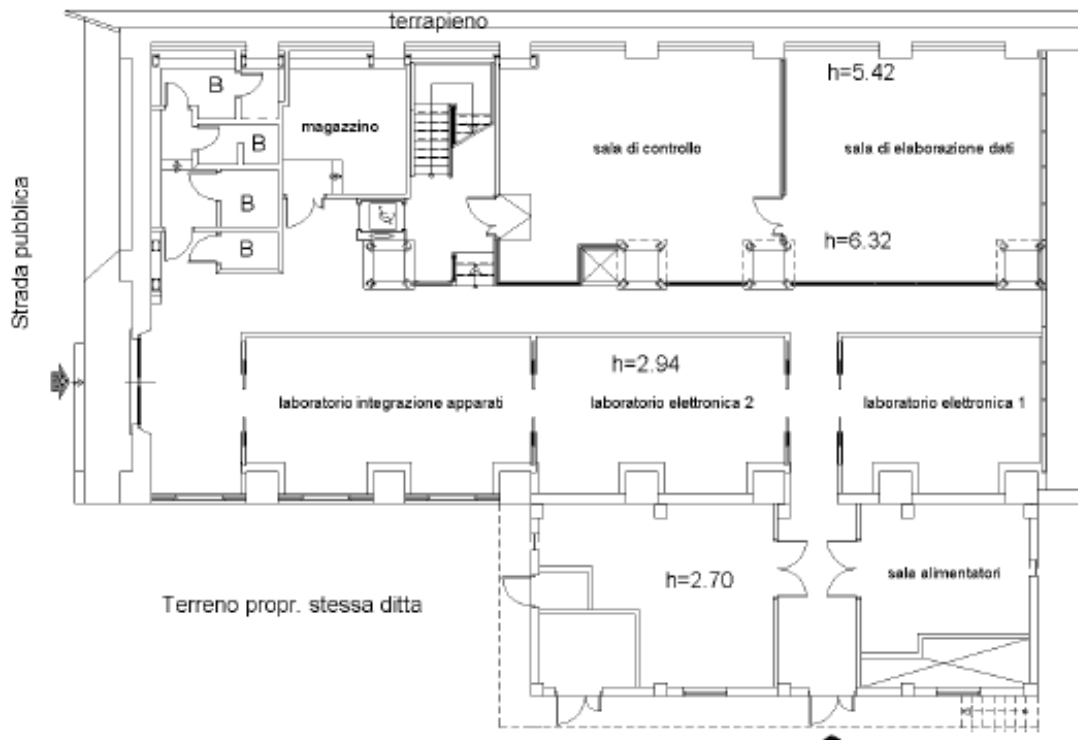 terrapieno
h=5.42
B
magazzino
B
sala di controllo
sala di elaborazione dati
B
h=6.32
B
Strada pubblica
h=2.94
laboratorio integrazione apparati
laboratorio elettronica 2
laboratorio elettronica 1
h=2.70
sala alimentatori
Terreno propr. stessa ditta